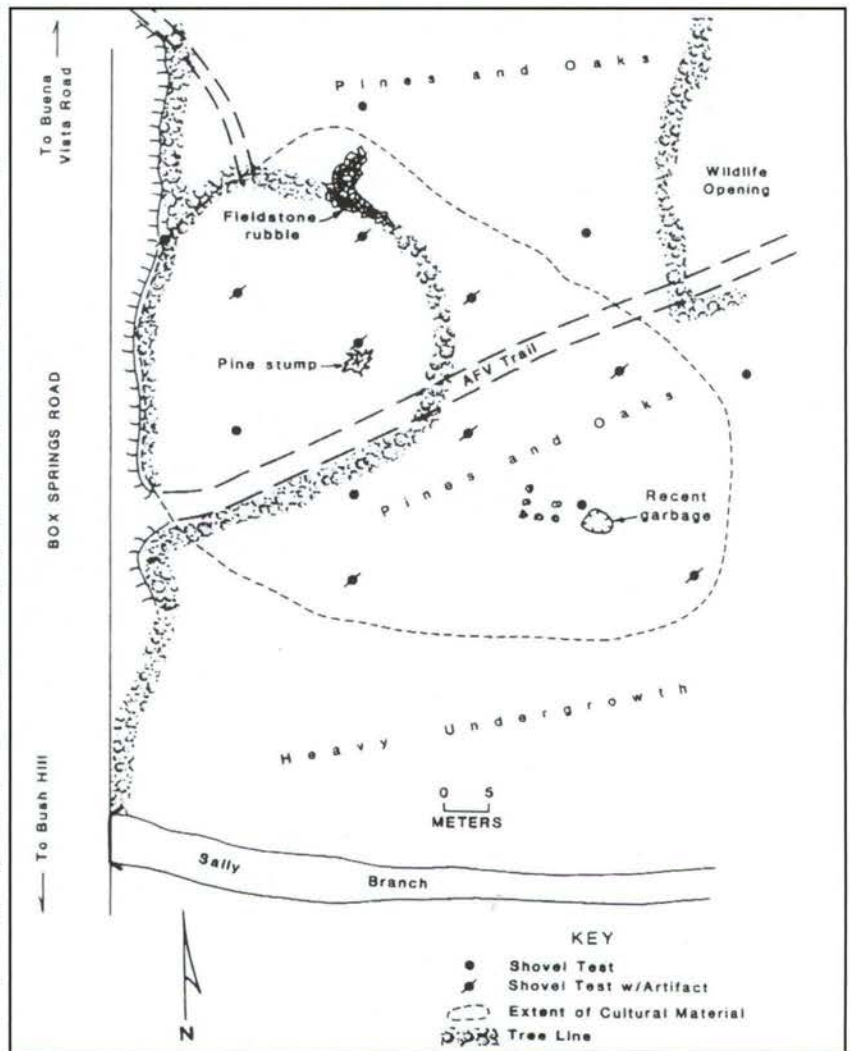 To Buena
Vista Road
Pines and Oaks
Wildlife
Opening
Fieldstone
rubble
Pine stump
AFV Trail
BOX SPRINGS ROAD
Pines and Oaks
Recent
garbage
Heavy Undergrowth
To Bush Hill
0 5
METERS
Sally Branch
N
KEY
Shovel Test
Shovel Test w/Artifact
Extent of Cultural Material
Tree Line